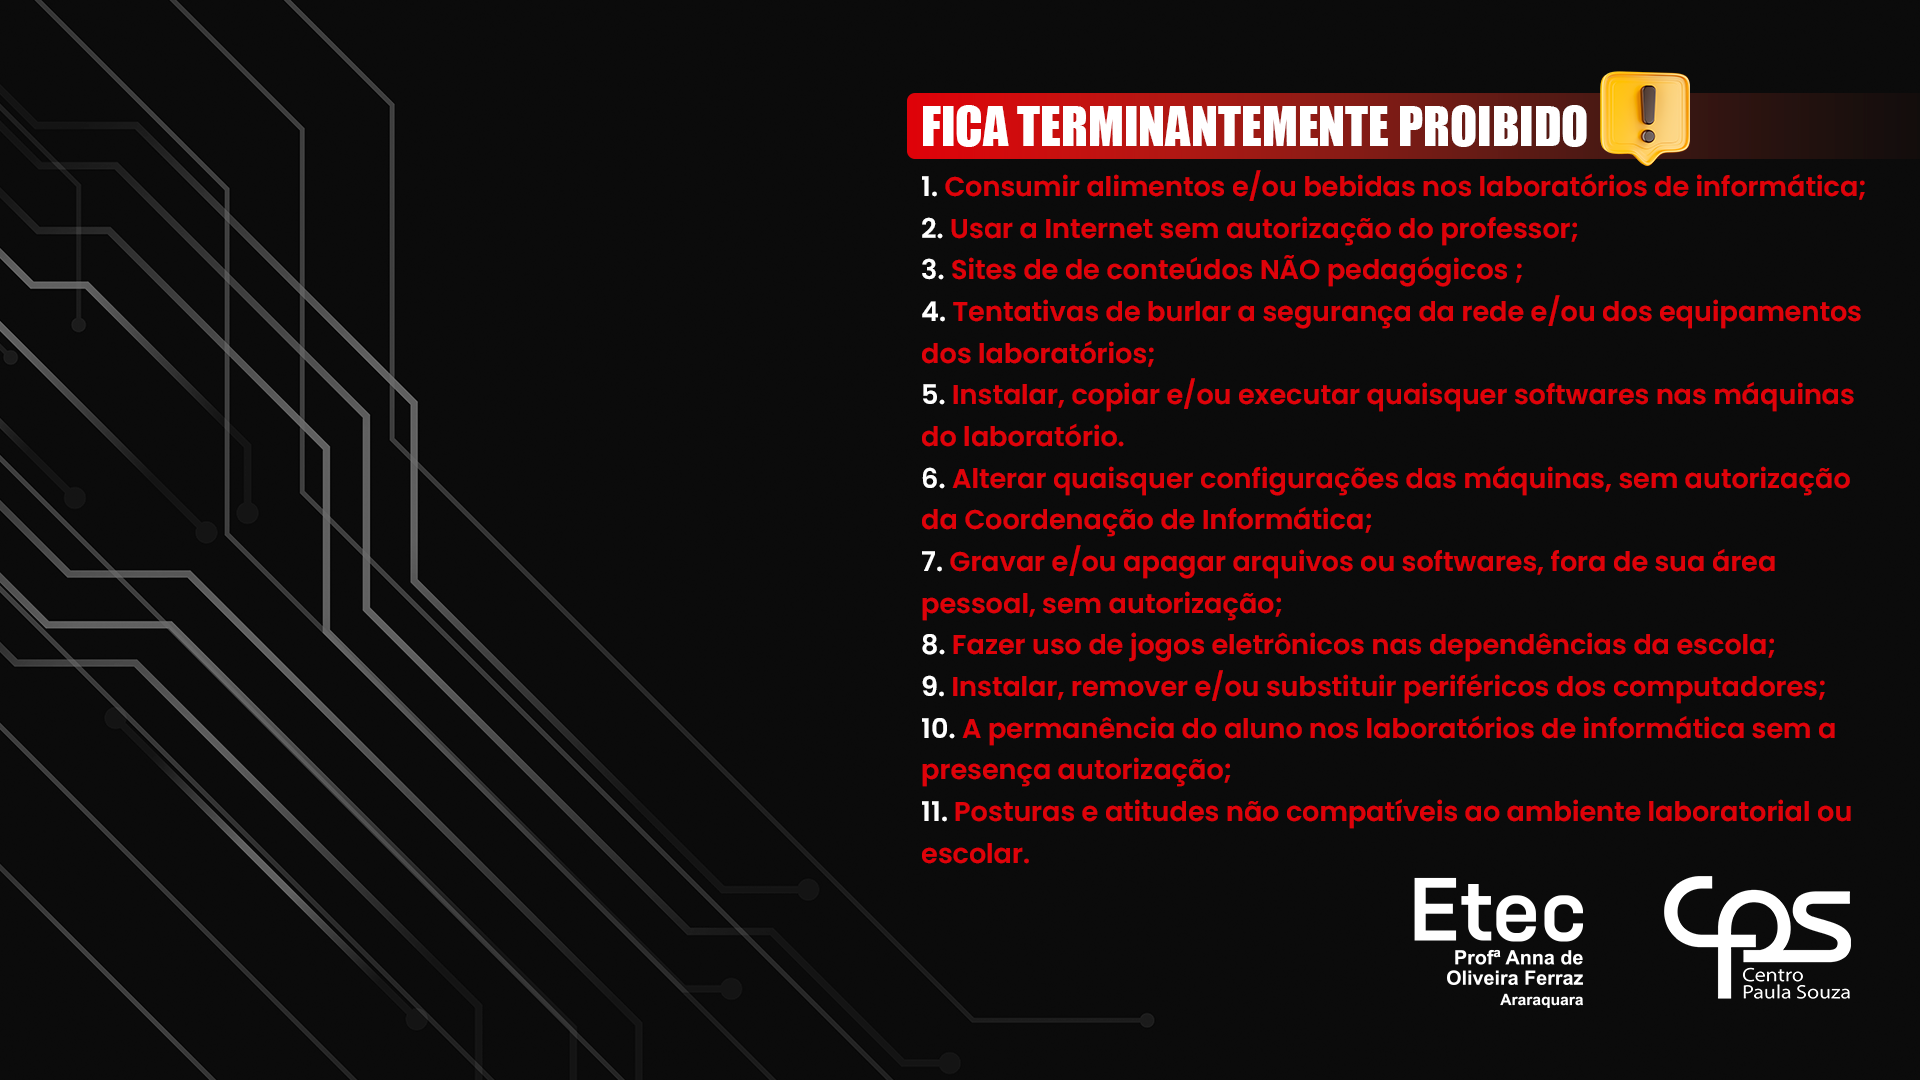 FICA TERMINANTEMENTE PROIBIDO
1. Consumir alimentos e/ou bebidas nos laboratórios de informática;
2. Usar a Internet sem autorização do professor;
3. Sites de de conteúdos NÃO pedagógicos ;
4. Tentativas de burlar a segurança da rede e/ou dos equipamentos
dos laboratórios;
5. Instalar, copiar e/ou executar quaisquer softwares nas máquinas
do laboratório.
6. Alterar quaisquer configurações das máquinas, sem autorização
da Coordenação de Informática;
7. Gravar e/ou apagar arquivos ou softwares, fora de sua área
pessoal, sem autorização;
8. Fazer uso de jogos eletrônicos nas dependências da escola;
9. Instalar, remover e/ou substituir periféricos dos computadores;
10. A permanência do aluno nos laboratórios de informática sem a
presença autorização;
11. Posturas e atitudes não compatíveis ao ambiente laboratorial ou
escolar.
Etec
Profª Anna de
Oliveira Ferraz
Araraquara
CPS
Centro
Paula Souza